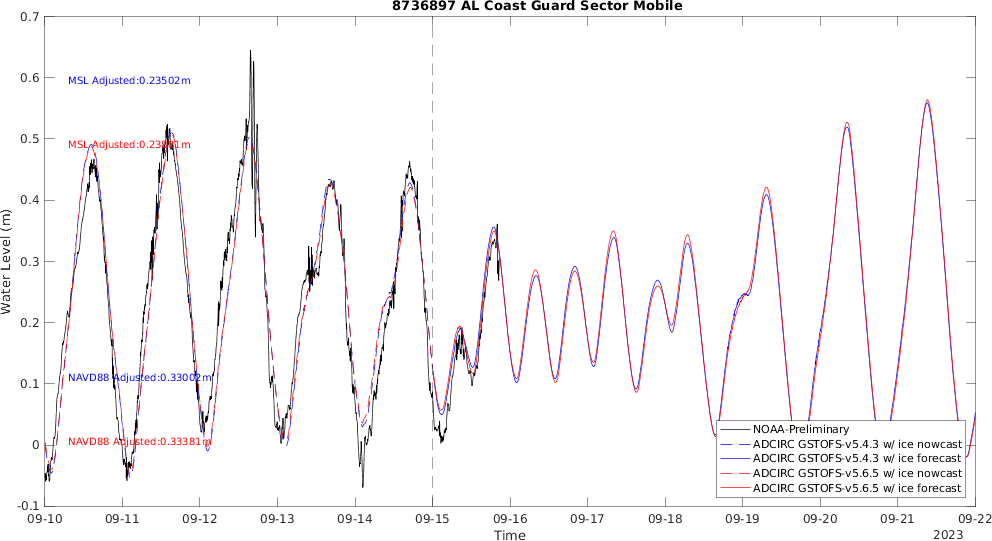 8736897 AL Coast Guard Sector Mobile
0.7
0.6
0.5
0.4
0.3
0.2
0.1
0
-0.1
Water Level (m)
MSL Adjusted:0.23502m
MSL Adjusted:0.23881m
NAVD88 Adjusted:0.33002m
NAVD88 Adjusted:0.33381m
NOAA-Preliminary
ADCIRC GSTOFS-v5.4.3 w/ ice nowcast
ADCIRC GSTOFS-v5.4.3 w/ ice forecast
ADCIRC GSTOFS-v5.6.5 w/ ice nowcast
ADCIRC GSTOFS-v5.6.5 w/ ice forecast
09-10 09-11 09-12 09-13 09-14 09-15 09-16 09-17 09-18 09-19 09-20 09-21 09-22
Time
2023